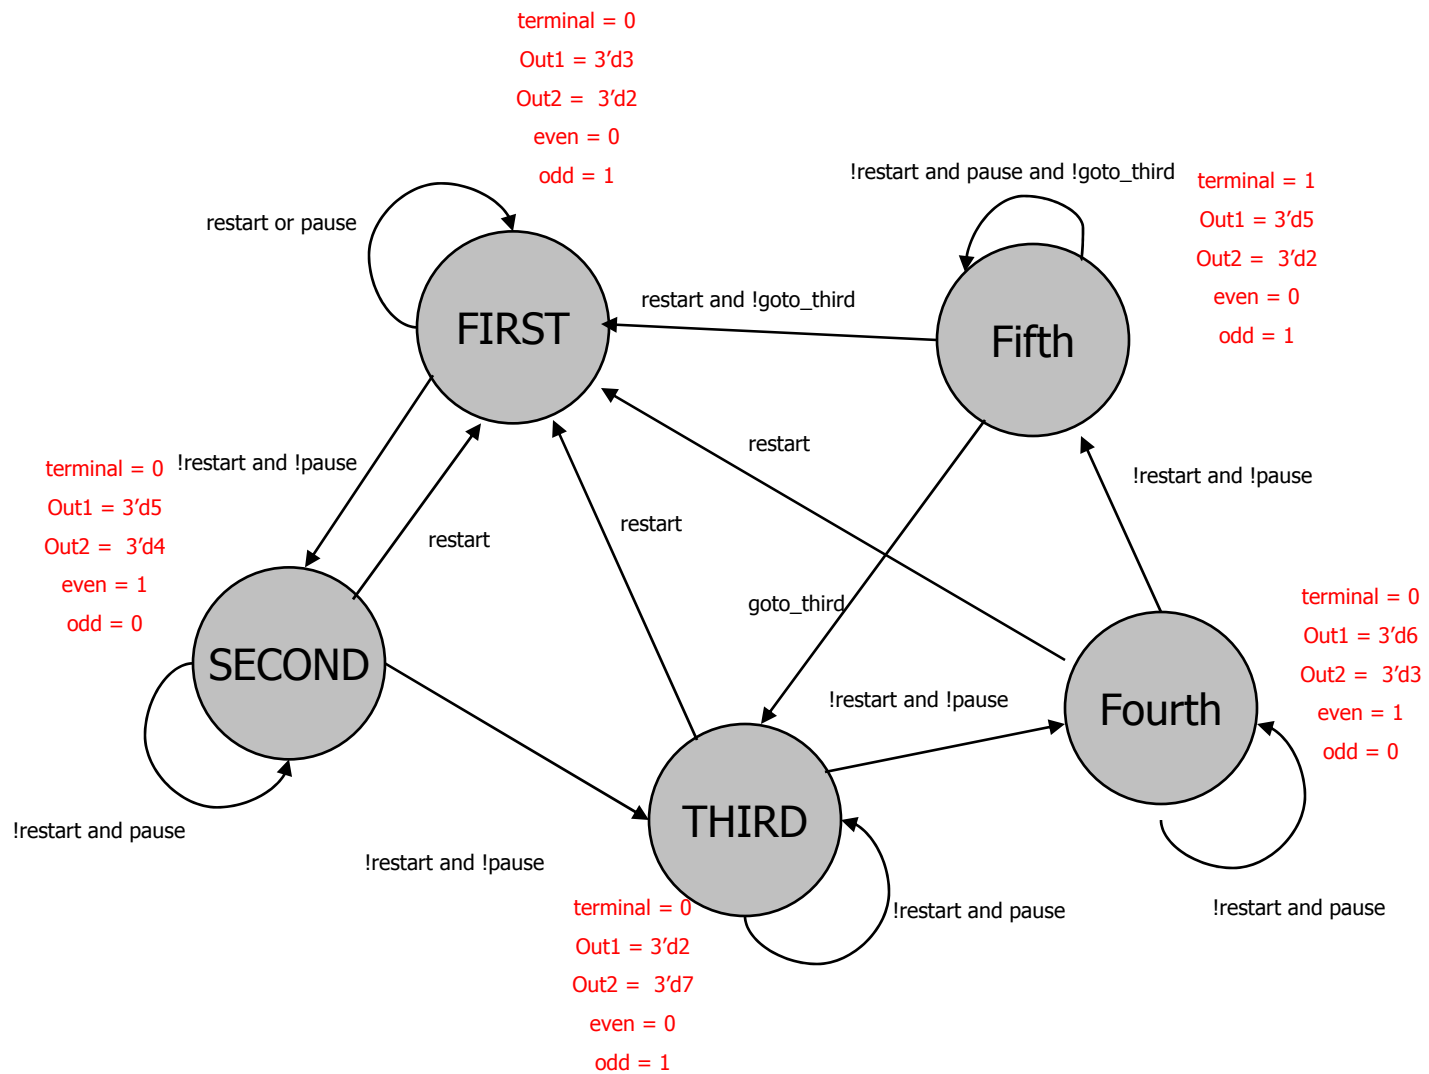 terminal = 0
Out1 = 3’d3
Out2 =  3’d2
even = 0
odd = 1
restart or pause
FIRST
!restart and pause and !goto_third
terminal = 1
Out1 = 3’d5
Out2 =  3’d2
even = 0
odd = 1
restart and !goto_third
Fifth
restart
!restart and !pause
!restart and !pause
terminal = 0
Out1 = 3’d5
Out2 =  3’d4
even = 1
odd = 0
restart
restart
goto_third
SECOND
!restart and pause
terminal = 0
Out1 = 3’d6
Out2 =  3’d3
even = 1
odd = 0
Fourth
!restart and !pause
THIRD
!restart and !pause
!restart and pause
!restart and pause
terminal = 0
Out1 = 3’d2
Out2 =  3’d7
even = 0
odd = 1